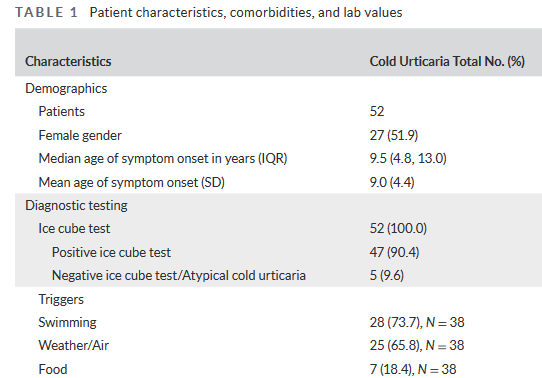 TABLE 1 Patient characteristics, comorbidities, and lab values
Characteristics Cold Urticaria Total No. (%)
Demographics
Patients 52
Female gender 27 (51.9)
Median age of symptom onset in years (IQR) 9.5 (4.8, 13.0)
Mean age of symptom onset (SD) 9.0 (4.4)
Diagnostic testing
Ice cube test 52 (100.0)
Positive ice cube test 47 (90.4)
Negative ice cube test/Atypical cold urticaria 5 (9.6)
Triggers
Swimming 28 (73.7), N = 38
Weather/Air 25 (65.8), N = 38
Food 7 (18.4), N = 38